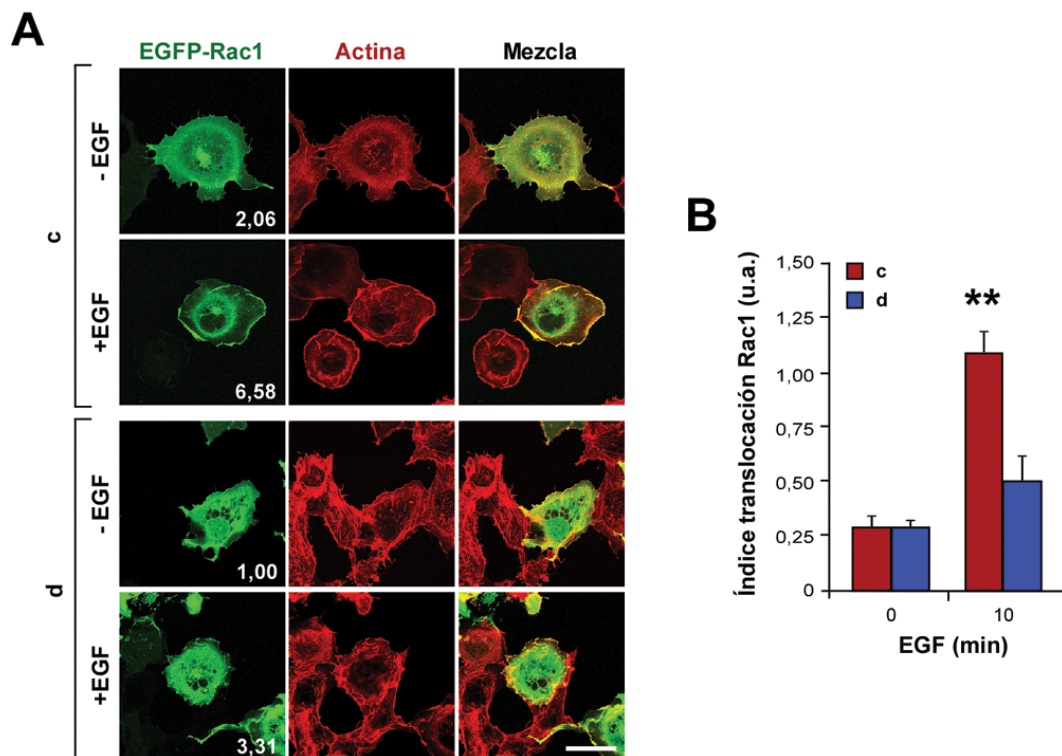 A
EGFP-Rac1 Actina Mezcla
c
- EGF
2,06
+EGF
6,58
d
- EGF
1,00
+EGF
3,31
B
Índice translocación Rac1 (u.a.)
1,50
1,25
1,00
0,75
0,50
0,25
0
c
d
**
0 10
EGF (min)